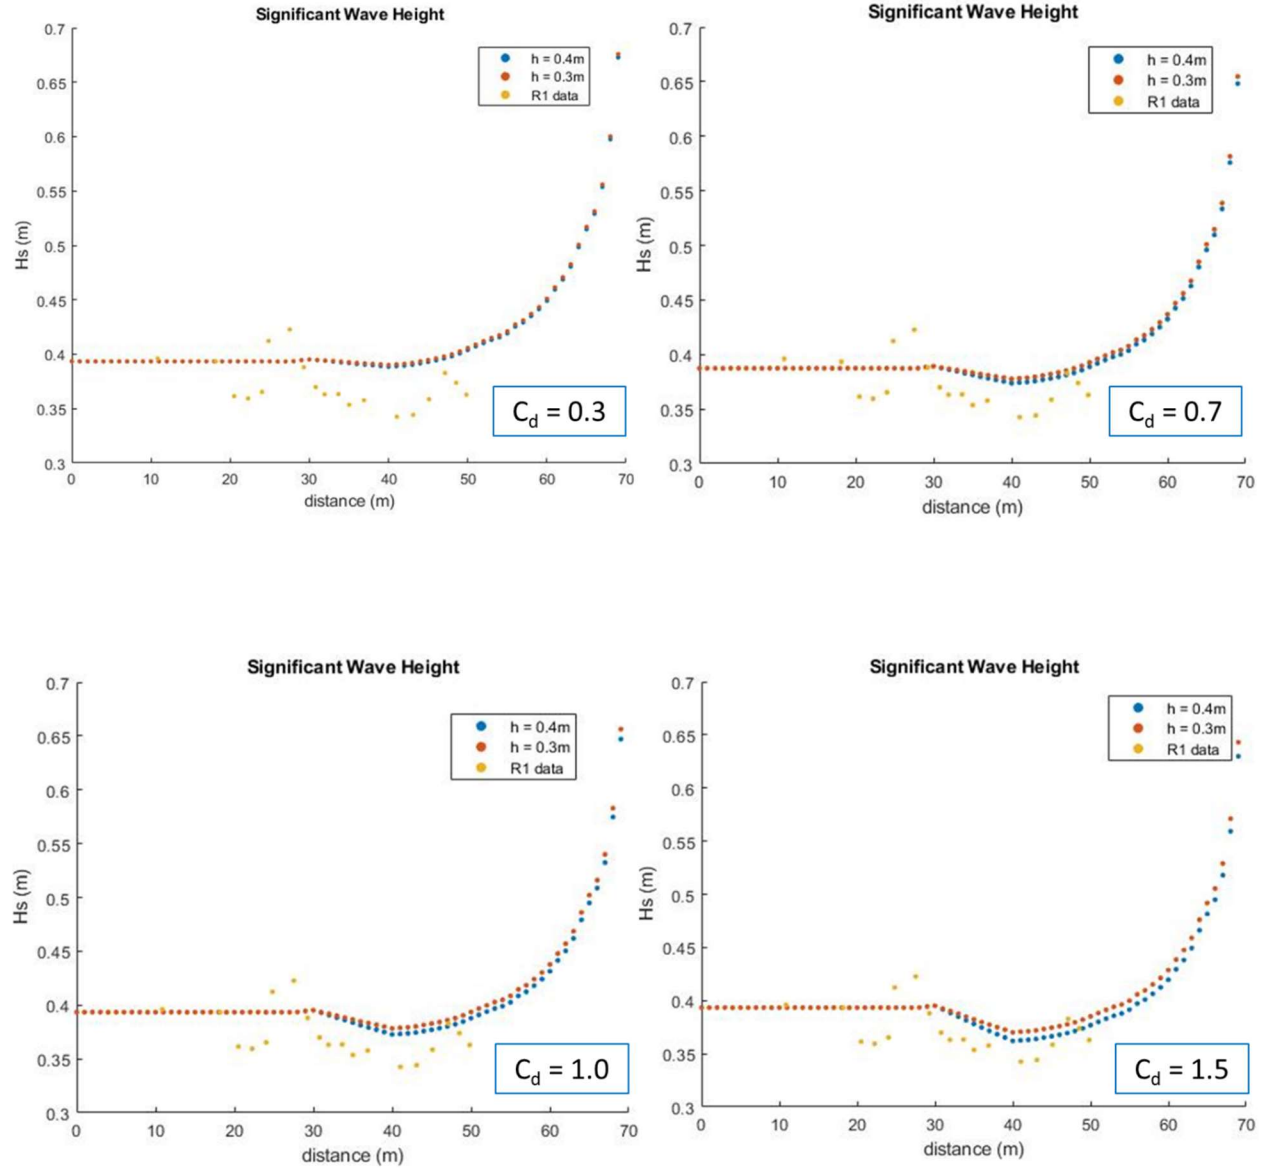 Significant Wave Height
0.7
0.65
0.6
0.55
0.5
0.45
0.4
0.35
0.3
Hs (m)
h = 0.4m
h = 0.3m
R1 data
Cd = 0.3
0 10 20 30 40 50 60 70
distance (m)
Significant Wave Height
0.7
0.65
0.6
0.55
0.5
0.45
0.4
0.35
0.3
Hs (m)
h = 0.4m
h = 0.3m
R1 data
Cd = 0.7
0 10 20 30 40 50 60 70
distance (m)
Significant Wave Height
0.7
0.65
0.6
0.55
0.5
0.45
0.4
0.35
0.3
Hs (m)
h = 0.4m
h = 0.3m
R1 data
Cd = 1.0
0 10 20 30 40 50 60 70
distance (m)
Significant Wave Height
0.7
0.65
0.6
0.55
0.5
0.45
0.4
0.35
0.3
Hs (m)
h = 0.4m
h = 0.3m
R1 data
Cd = 1.5
0 10 20 30 40 50 60 70
distance (m)